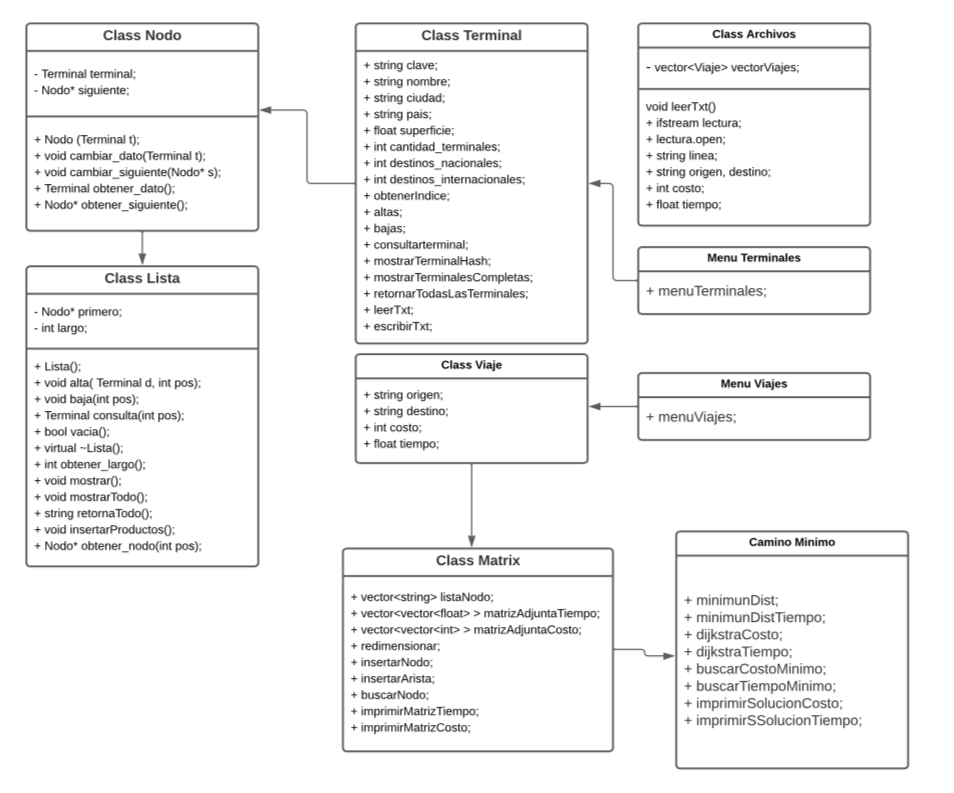 Class Nodo
- Terminal terminal;
- Nodo* siguiente;
+ Nodo (Terminal t);
+ void cambiar_dato(Terminal t);
+ void cambiar_siguiente(Nodo* s);
+ Terminal obtener_dato();
+ Nodo* obtener_siguiente();
Class Lista
- Nodo* primero;
- int largo;
+ Lista();
+ void alta( Terminal d, int pos);
+ void baja(int pos);
+ Terminal consulta(int pos);
+ bool vacia();
+ virtual ~Lista();
+ int obtener_largo();
+ void mostrar();
+ void mostrarTodo();
+ string retornaTodo();
+ void insertarProductos();
+ Nodo* obtener_nodo(int pos);
Class Terminal
+ string clave;
+ string nombre;
+ string ciudad;
+ string pais;
+ float superficie;
+ int cantidad_terminales;
+ int destinos_nacionales;
+ int destinos_internacionales;
+ obtenerIndice;
+ altas;
+ bajas;
+ consultarterminal;
+ mostrarTerminalHash;
+ mostrarTerminalesCompletas;
+ retornarTodasLasTerminales;
+ leerTxt;
+ escribirTxt;
Class Viaje
+ string origen;
+ string destino;
+ int costo;
+ float tiempo;
Class Matrix
+ vector<string> listaNodo;
+ vector<vector<float> > matrizAdjuntaTiempo;
+ vector<vector<int> > matrizAdjuntaCosto;
+ redimensionar;
+ insertarNodo;
+ insertarArista;
+ buscarNodo;
+ imprimirMatrizTiempo;
+ imprimirMatrizCosto;
Class Archivos
- vector<Viaje> vectorViajes;
void leerTxt()
+ ifstream lectura;
+ lectura.open;
+ string linea;
+ string origen, destino;
+ int costo;
+ float tiempo;
Menu Terminales
+ menuTerminales;
Menu Viajes
+ menuViajes;
Camino Minimo
+ minimunDist;
+ minimunDistTiempo;
+ dijkstraCosto;
+ dijkstraTiempo;
+ buscarCostoMinimo;
+ buscarTiempoMinimo;
+ imprimirSolucionCosto;
+ imprimirSSolucionTiempo;